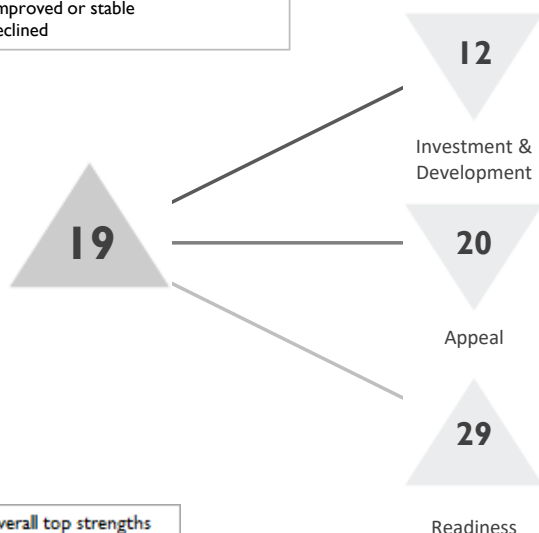 mproved or stable
eclined
12
Investment &
Development
19
20
Appeal
29
verall top strengths
Readiness